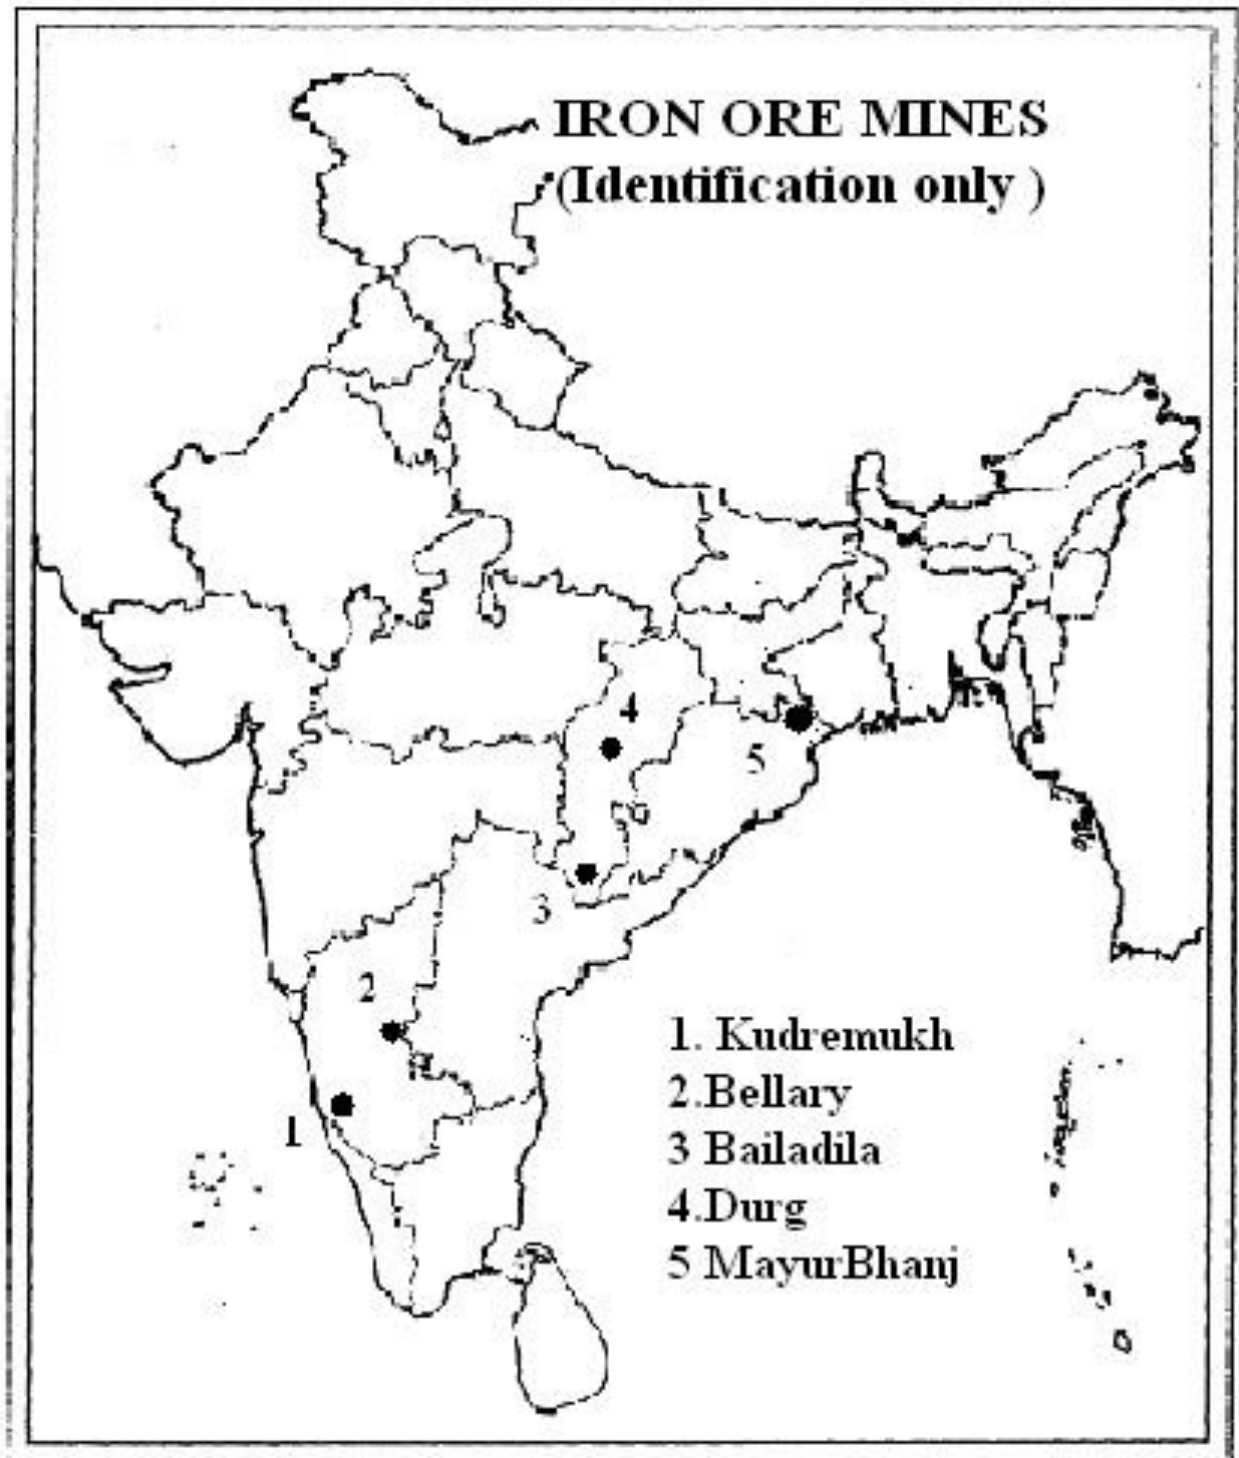 IRON ORE MINES
(Identification only )
4
5
3
2
1
1. Kudremukh
2.Bellary
3 Bailadila
4.Durg
5 MayurBhanj